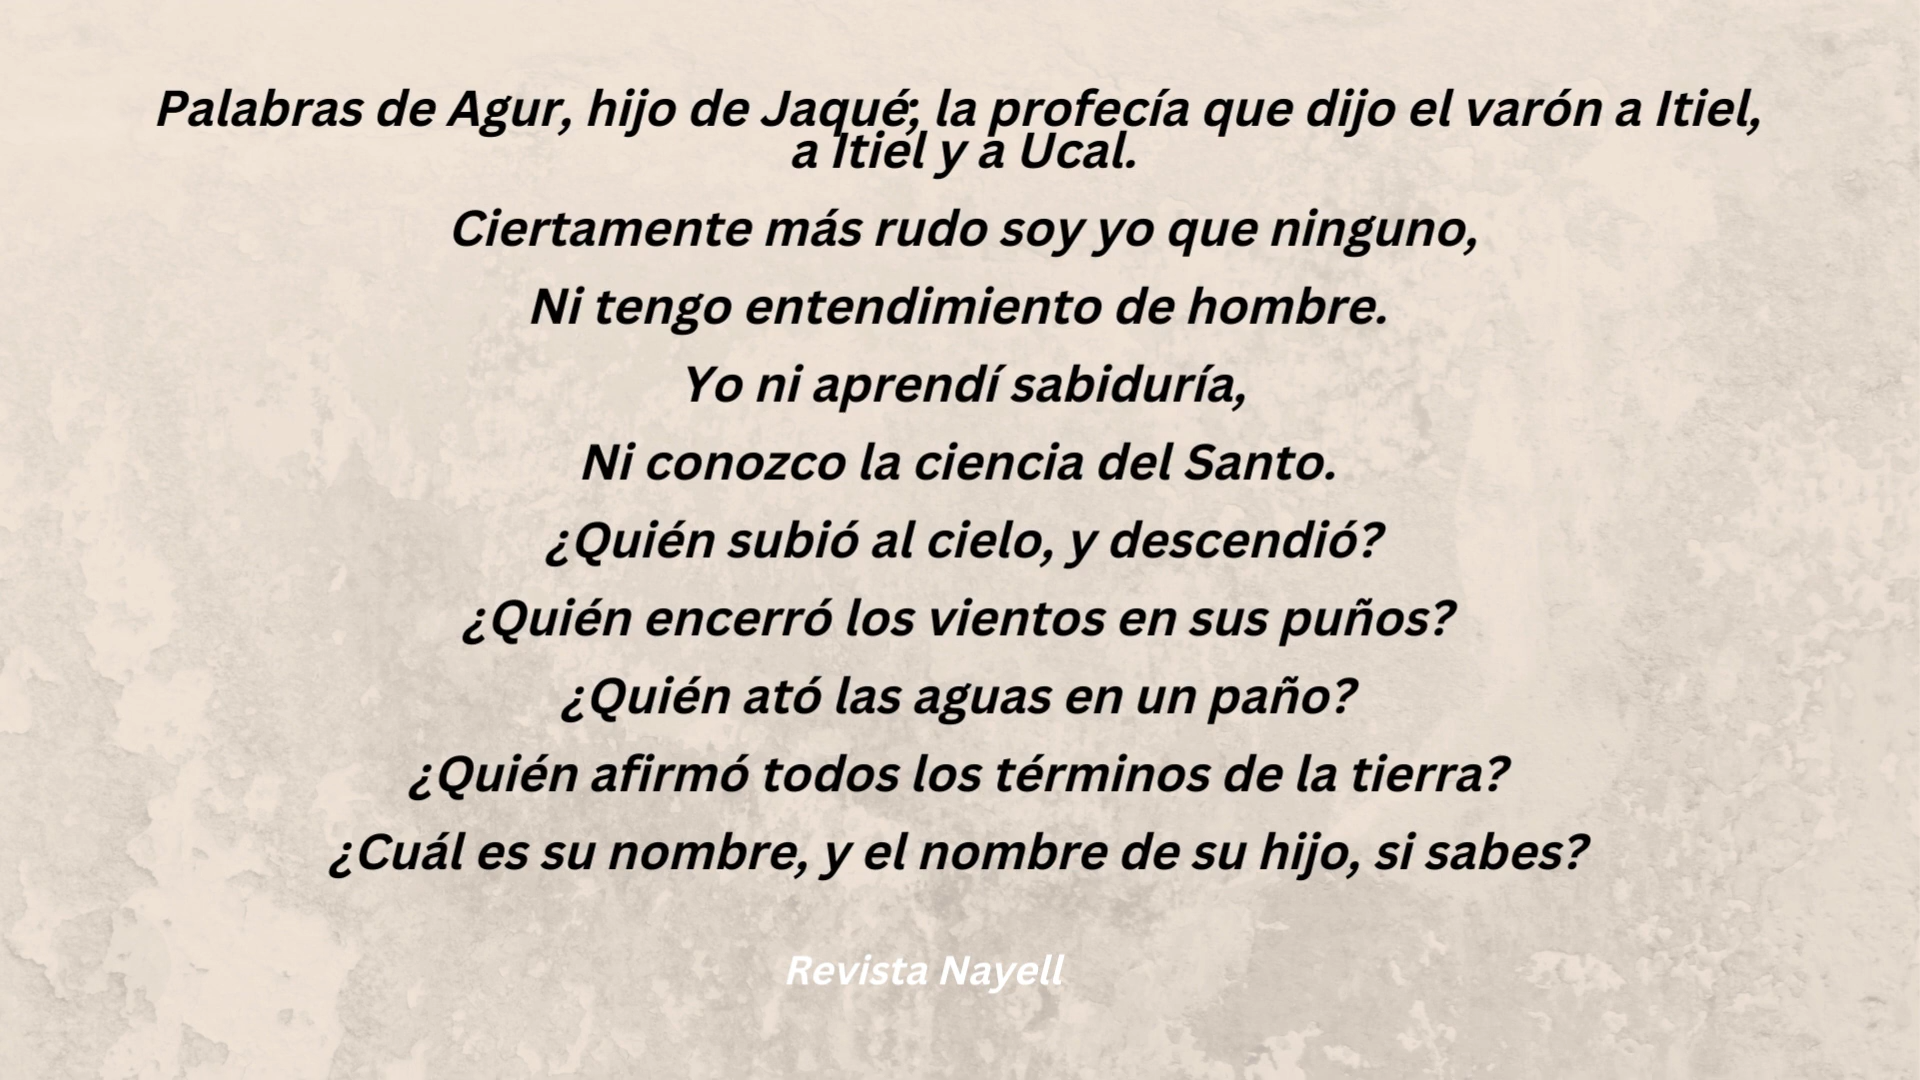 Palabras de Agur, hijo de Jaqué; la profecía que dijo el varón a Itiel,
a Itiel y a Ucal.
Ciertamente más rudo soy yo que ninguno,
Ni tengo entendimiento de hombre.
Yo ni aprendí sabiduría,
Ni conozco la ciencia del Santo.
¿Quién subió al cielo, y descendió?
¿Quién encerró los vientos en sus puños?
¿Quién ató las aguas en un paño?
¿Quién afirmó todos los términos de la tierra?
¿Cuál es su nombre, y el nombre de su hijo, si sabes?
Revista Nayell